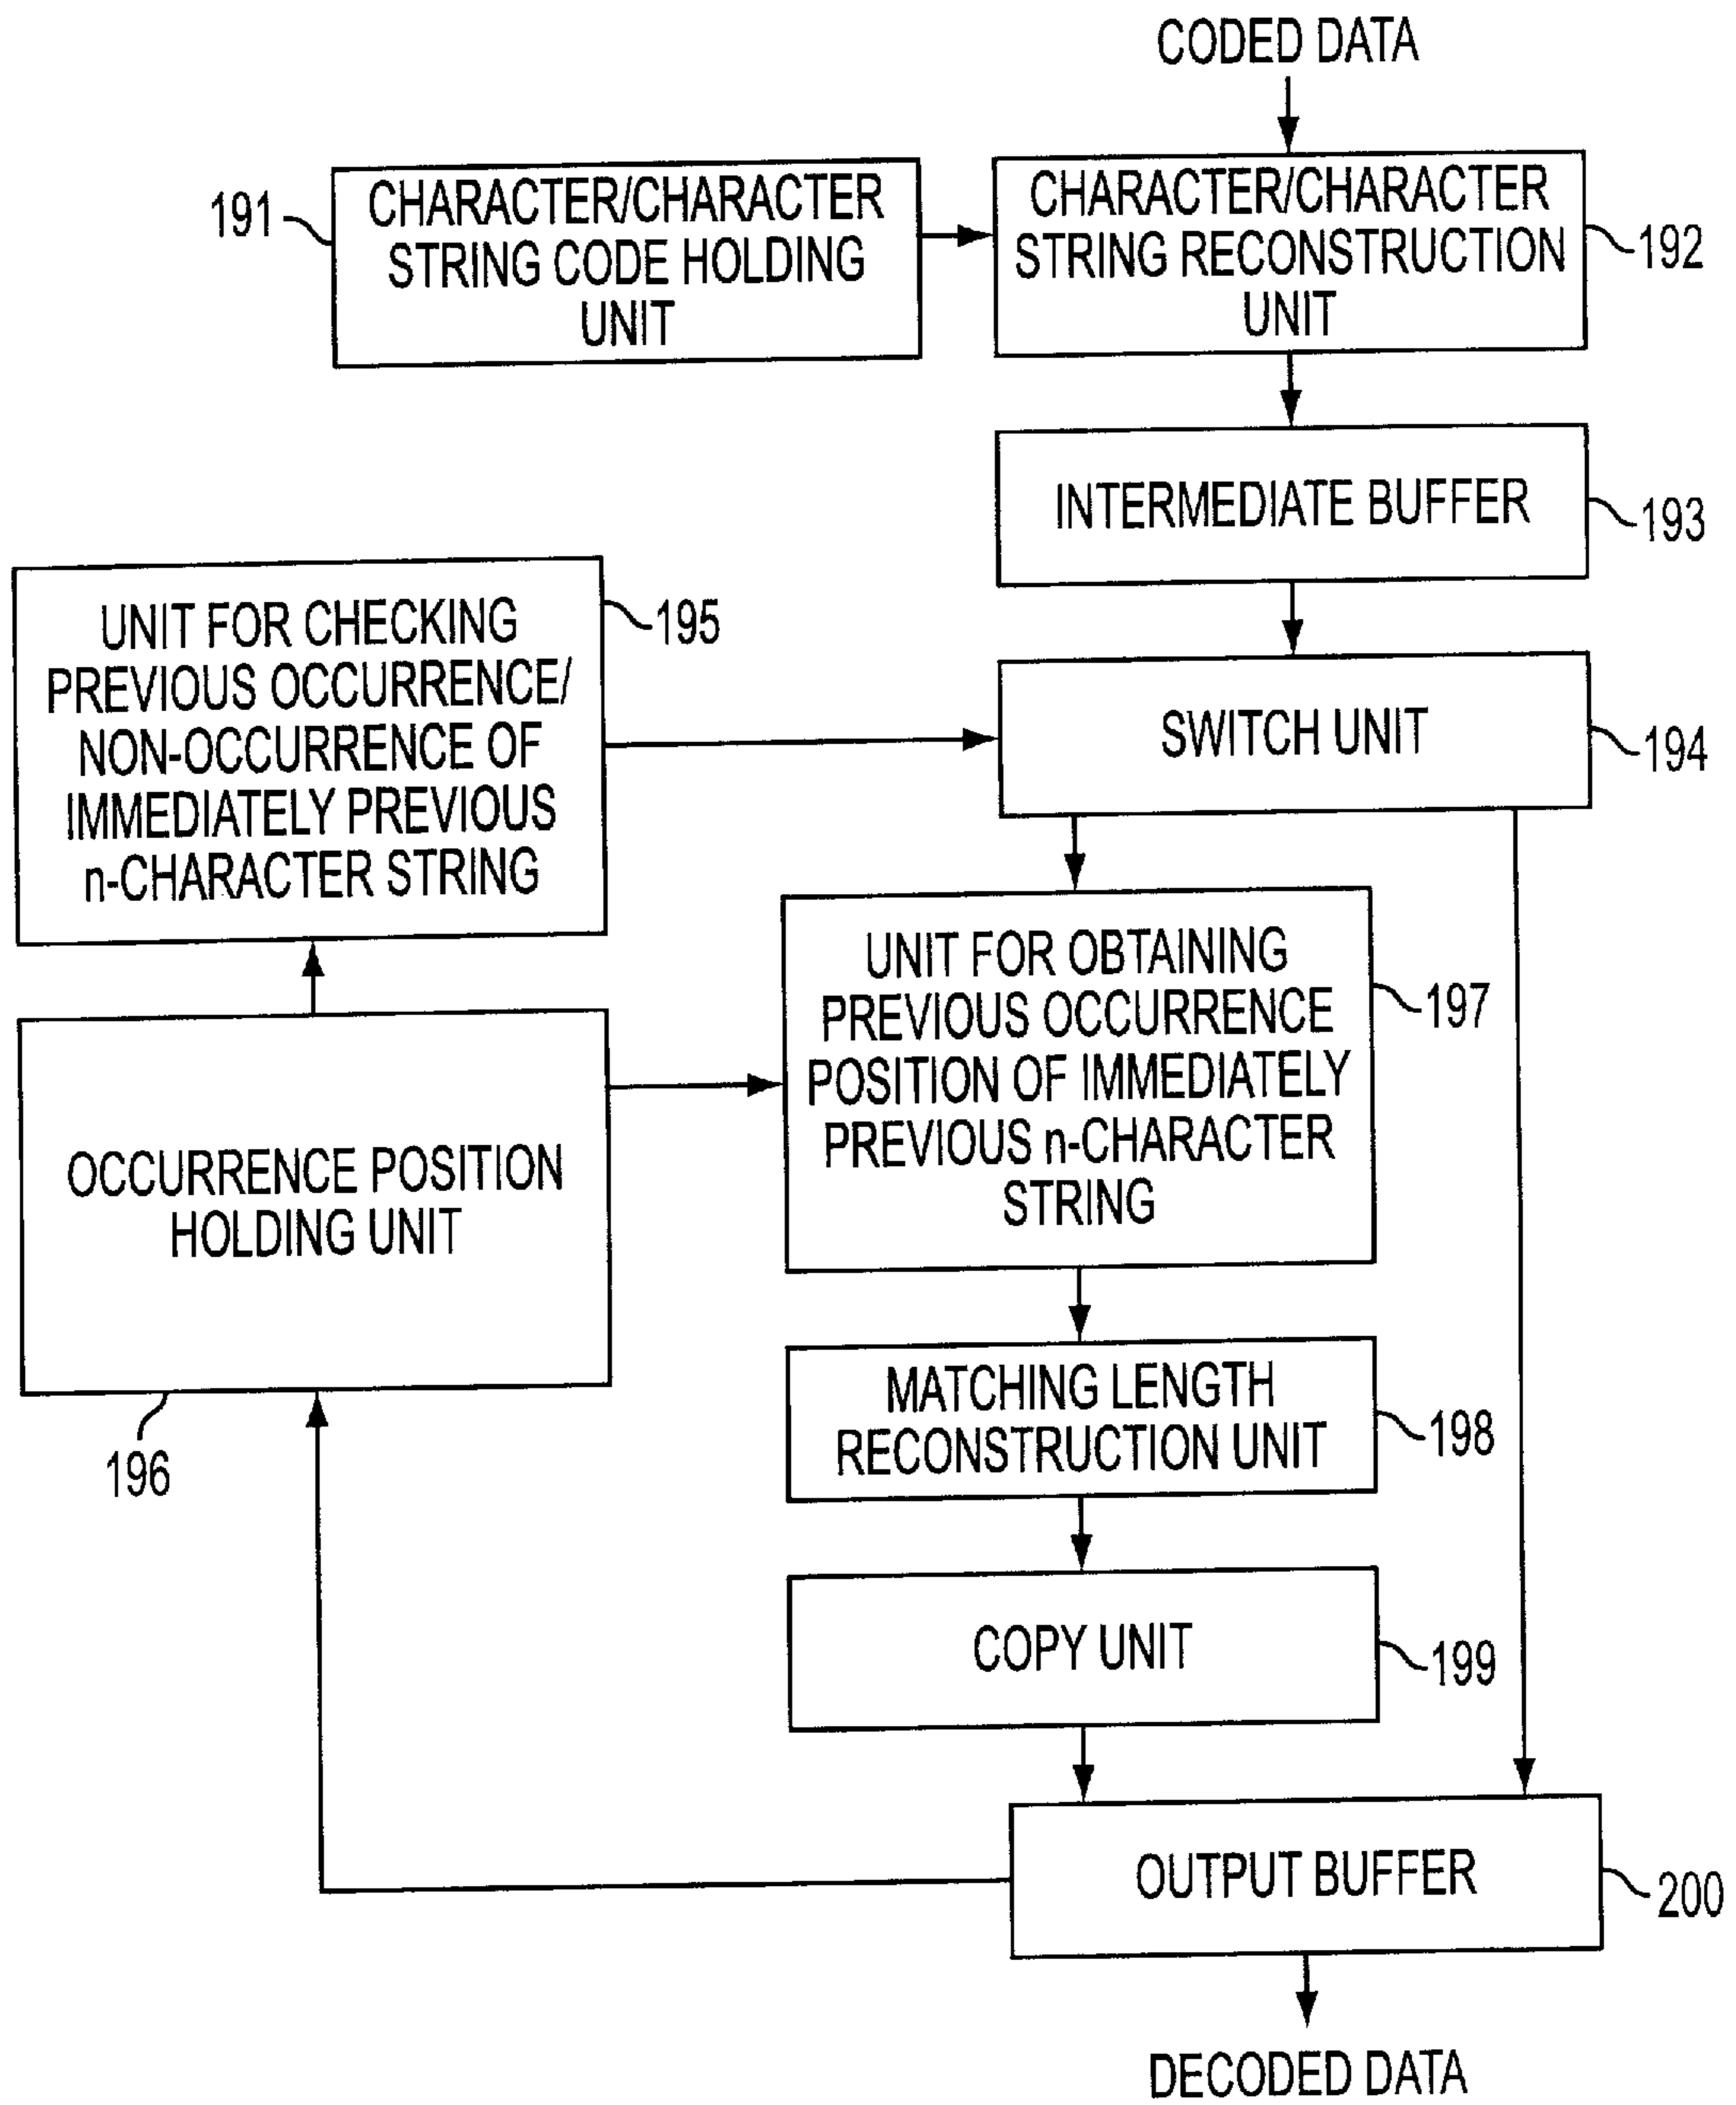 CODED DATA
191
CHARACTER/CHARACTER
STRING CODE HOLDING
UNIT
CHARACTER/CHARACTER
STRING RECONSTRUCTION
UNIT
192
INTERMEDIATE BUFFER
193
UNIT FOR CHECKING
PREVIOUS OCCURRENCE/
NON-OCCURRENCE OF
IMMEDIATELY PREVIOUS
n-CHARACTER STRING
195
SWITCH UNIT
194
UNIT FOR OBTAINING
PREVIOUS OCCURRENCE
POSITION OF IMMEDIATELY
PREVIOUS n-CHARACTER
STRING
197
OCCURRENCE POSITION
HOLDING UNIT
196
MATCHING LENGTH
RECONSTRUCTION UNIT
198
COPY UNIT
199
OUTPUT BUFFER
200
DECODED DATA